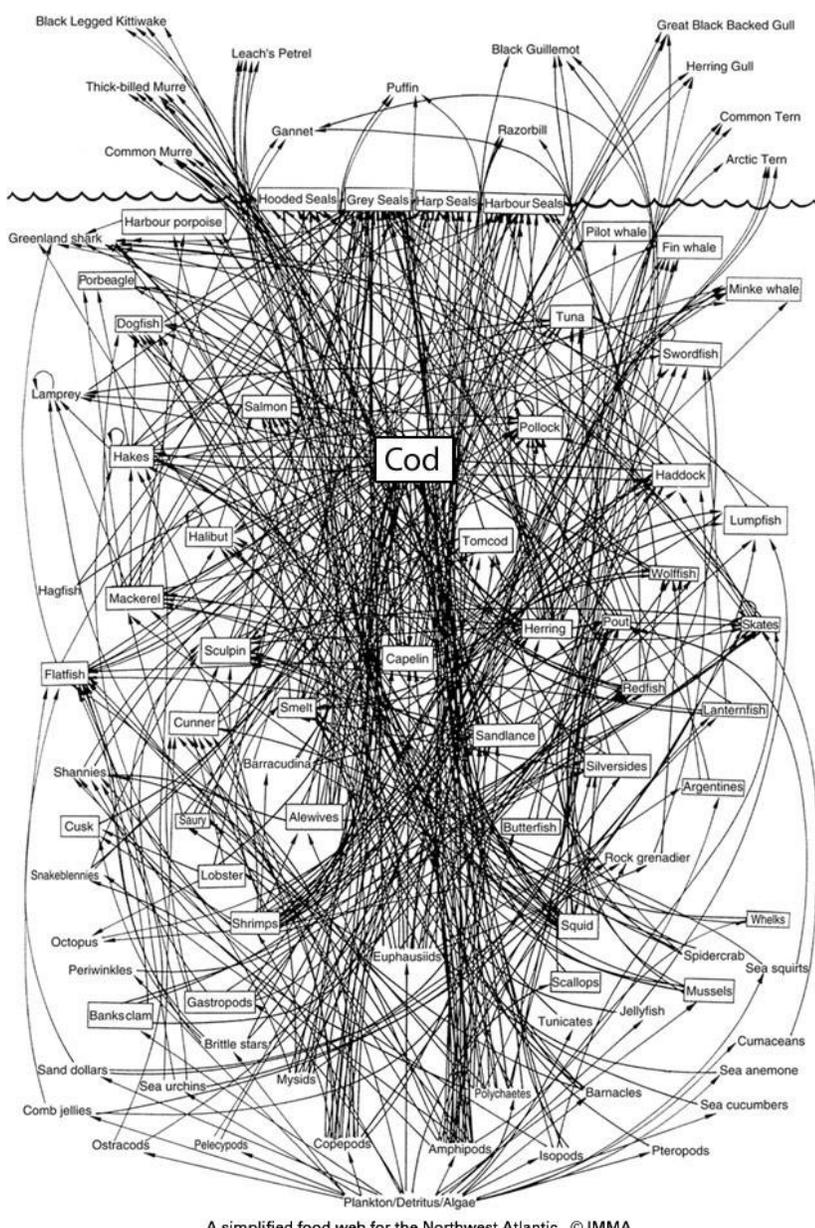 Black Legged Kittiwake
Great Black Backed Gull
Leach's Petrel
Black Guillemot
Herring Gull
Thick-billed Murre
Puffin
Common Tern
Gannet
Razorbill
Common Murre
Arctic Tern
Hooded Seals
Grey Seals
Harp Seals
Harbour Seals
Harbour porpoise
Pilot whale
Greenland shark
Fin whale
Porbeagle
Minke whale
Dogfish
Tuna
Swordfish
Lamprey
Salmon
Pollock
Hakes
Cod
Haddock
Lumpfish
Halibut
Tomcod
Wolffish
Hagfish
Mackerel
Herring
Pout
Skates
Sculpin
Capelin
Flatfish
Redfish
Smelt
Lanternfish
Cunner
Sandlance
Barracudina
Silversides
Shannies
Argentines
Cusk
Saury
Alewives
Butterfish
Rock grenadier
Snakeblennies
Lobster
Shrimps
Squid
Whelks
Octopus
Euphausiids
Spidercrab
Periwinkles
Sea squirts
Scallops
Mussels
Gastropods
Banksclam
Jellyfish
Tunicates
Brittle stars
Cumaceans
Sand dollars
Sea anemone
Sea urchins
Mysids
Polychaetes
Barnacles
Comb jellies
Sea cucumbers
Ostracods
Pelecypods
Copepods
Amphipods
Isopods
Pteropods
Plankton/Detritus/Algae
A simplified food web for the Northwest Atlantic. © IMMA